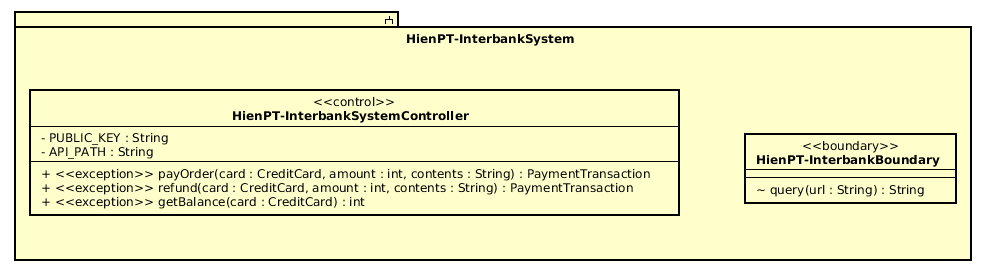 HienPT-InterbankSystem
<<control>>
HienPT-InterbankSystemController
- PUBLIC_KEY : String
- API_PATH : String
+ <<exception>> payOrder(card : CreditCard, amount : int, contents : String) : PaymentTransaction
+ <<exception>> refund(card : CreditCard, amount : int, contents : String) : PaymentTransaction
+ <<exception>> getBalance(card : CreditCard) : int
<<boundary>>
HienPT-InterbankBoundary
~ query(url : String) : String